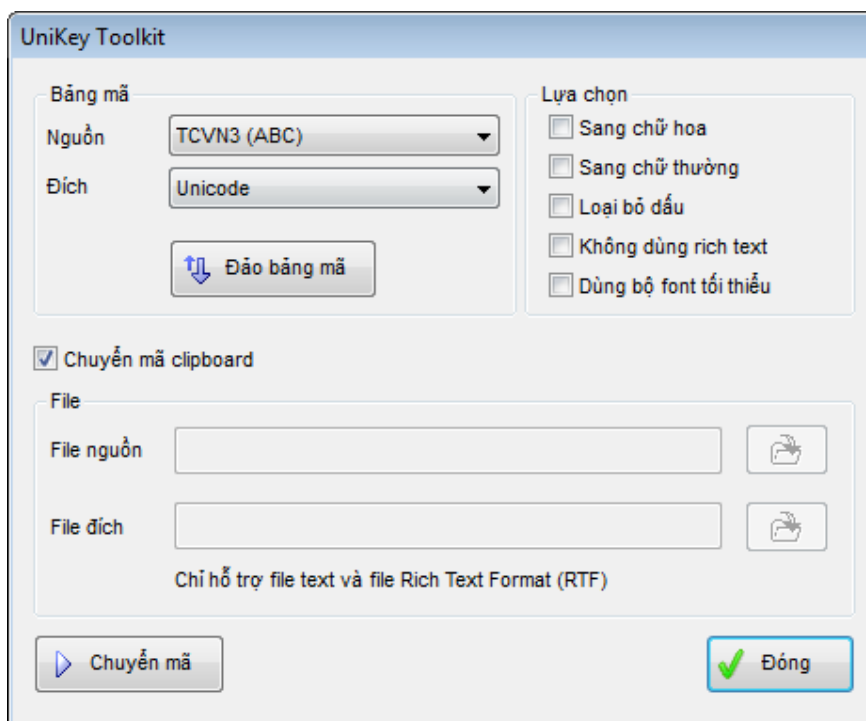 UniKey Toolkit
Bảng mã
Nguồn
TCVN3 (ABC)
Đích
Unicode
Đảo bảng mã
Lựa chọn
Sang chữ hoa
Sang chữ thường
Loại bỏ dấu
Không dùng rich text
Dùng bộ font tối thiểu
Chuyển mã clipboard
File
File nguồn
File đích
Chỉ hỗ trợ file text và file Rich Text Format (RTF)
Chuyển mã
Đóng